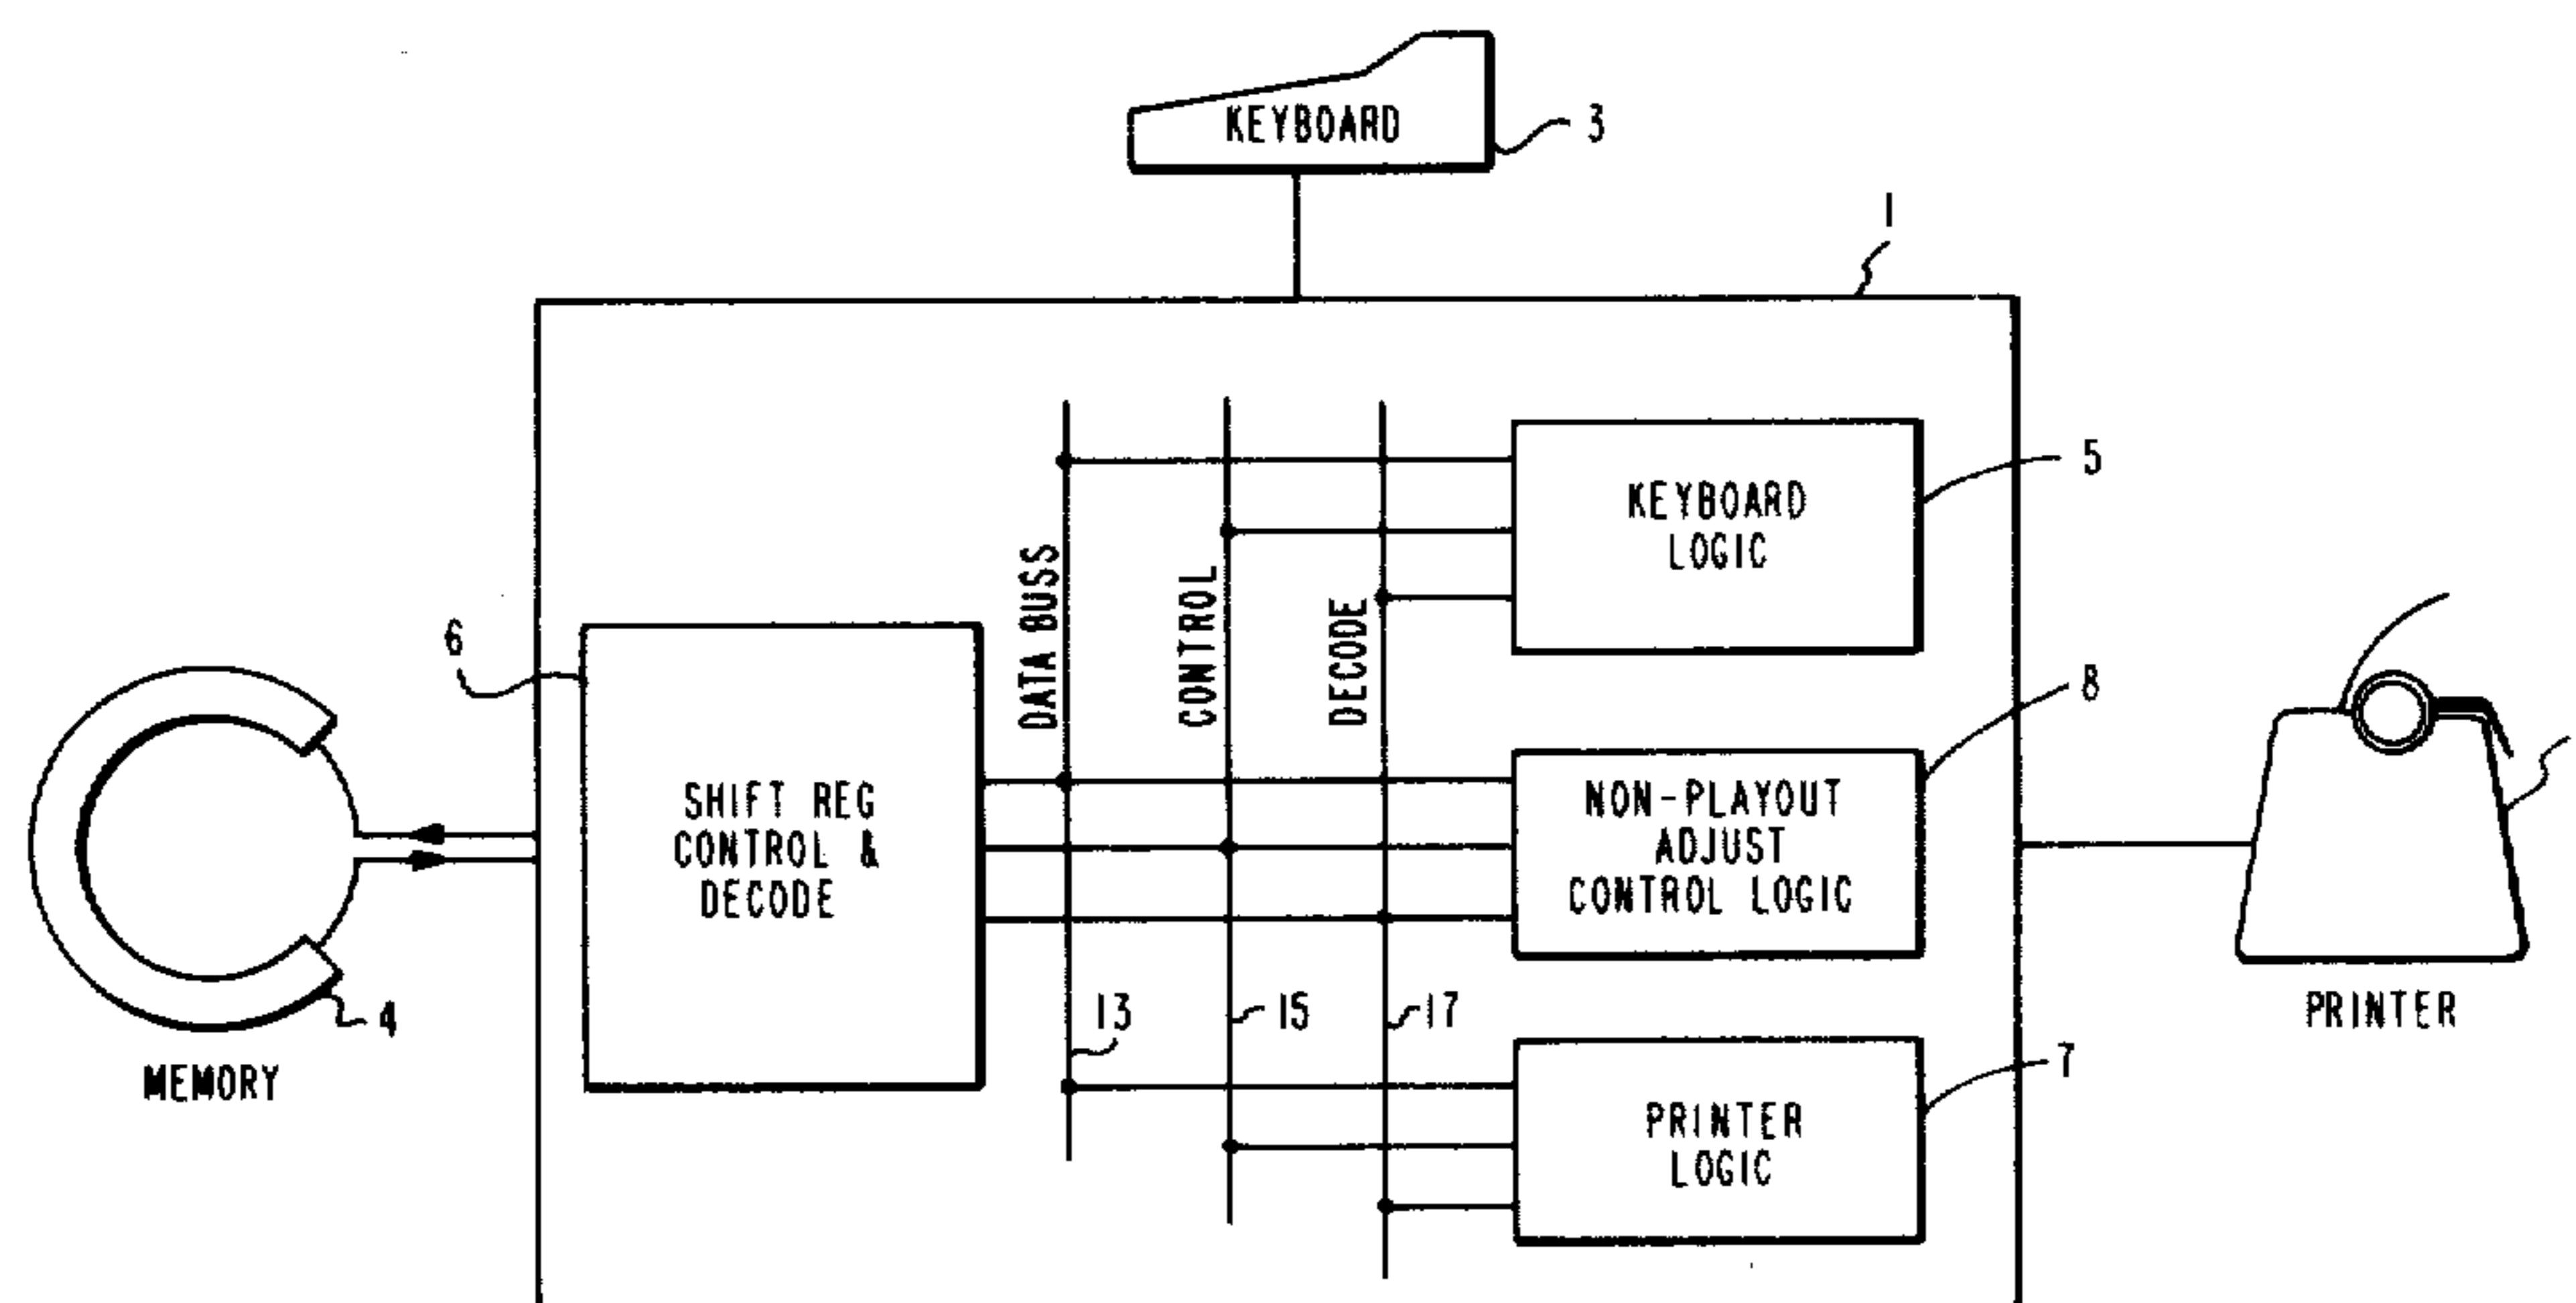 KEYBOARD
3
1
5
KEYBOARD
LOGIC
DATA BUSS
CONTROL
DECODE
6
8
SHIFT REG
CONTROL &
DECODE
NON-PLAYOUT
ADJUST
CONTROL LOGIC
4
MEMORY
13
15
17
PRINTER
7
PRINTER
LOGIC